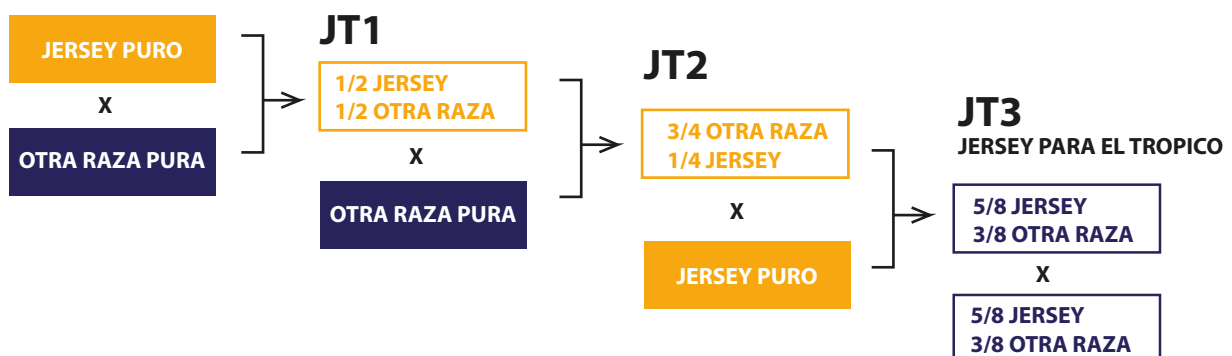 JERSEY PURO
X
OTRA RAZA PURA
JT1
1/2 JERSEY
1/2 OTRA RAZA
X
OTRA RAZA PURA
JT2
3/4 OTRA RAZA
1/4 JERSEY
X
JERSEY PURO
JT3
JERSEY PARA EL TROPICO
5/8 JERSEY
3/8 OTRA RAZA
X
5/8 JERSEY
3/8 OTRA RAZA